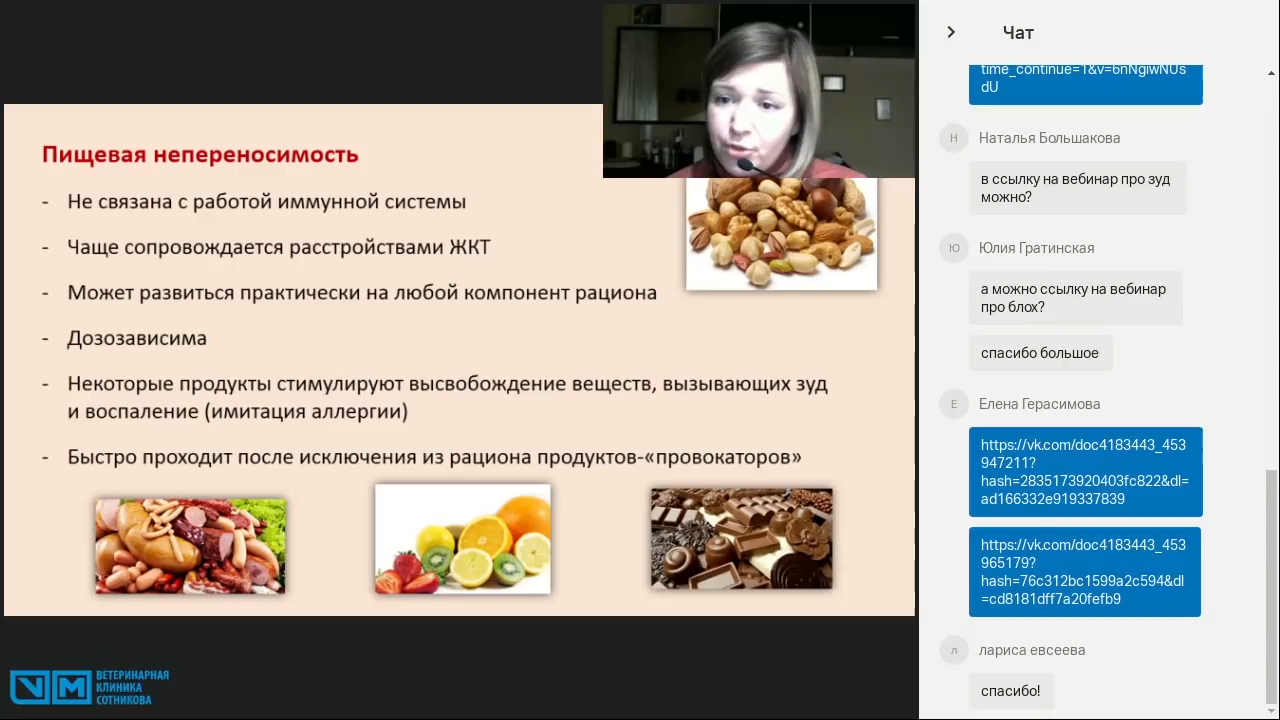 Пищевая непереносимость
- Не связана с работой иммунной системы
- Чаще сопровождается расстройствами ЖКТ
- Может развиться практически на любой компонент рациона
- Дозозависима
- Некоторые продукты стимулируют высвобождение веществ, вызывающих зуд
и воспаление (имитация аллергии)
- Быстро проходит после исключения из рациона продуктов-«провокаторов»
VM
ВЕТЕРИНАРНАЯ
КЛИНИКА
СОТНИКОВА
Чат
time_continue=1&v=6nNgiwNUs
dU
Н
Наталья Большакова
в ссылку на вебинар про зуд
можно?
Ю
Юлия Гратинская
а можно ссылку на вебинар
про блох?
спасибо большое
Е
Елена Герасимова
https://vk.com/doc4183443_453
947211?
hash=2835173920403fc822&dl=
ad166332e919337839
https://vk.com/doc4183443_453
965179?
hash=76c312bc1599a2c594&dl
=cd8181dff7a20fefb9
л
лариса евсеева
спасибо!